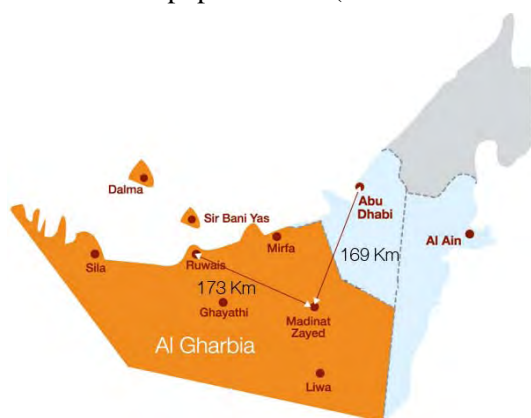 Dalma
Sir Bani Yas
Abu
Dhabi
Al Ain
Mirfa
Sila
Ruwais
169 Km
173 Km
Ghayathi
Madinat
Zayed
Al Gharbia
Liwa